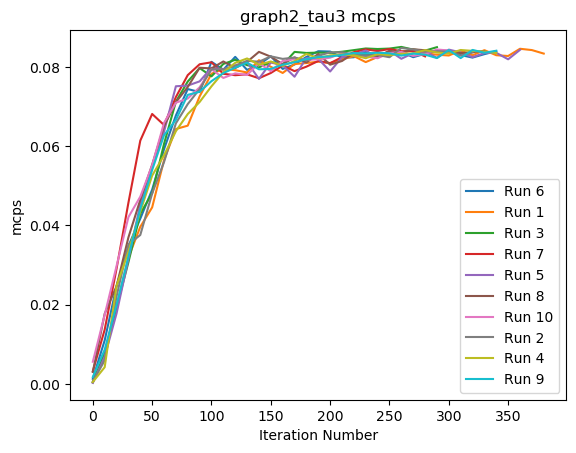 graph2_tau3 mcps
mcps
0.08
0.06
0.04
0.02
0.00
0
50
100
150
200
250
300
350
Iteration Number
Run 6
Run 1
Run 3
Run 7
Run 5
Run 8
Run 10
Run 2
Run 4
Run 9